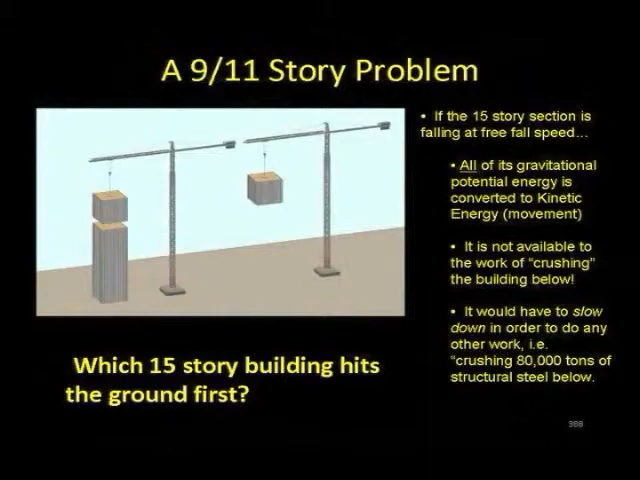 A 9/11 Story Problem
• If the 15 story section is
falling at free fall speed…
• All of its gravitational
potential energy is
converted to Kinetic
Energy (movement)
• It is not available to
the work of “crushing”
the building below!
• It would have to slow
down in order to do any
other work, i.e.
“crushing 80,000 tons of
structural steel below.
Which 15 story building hits
the ground first?